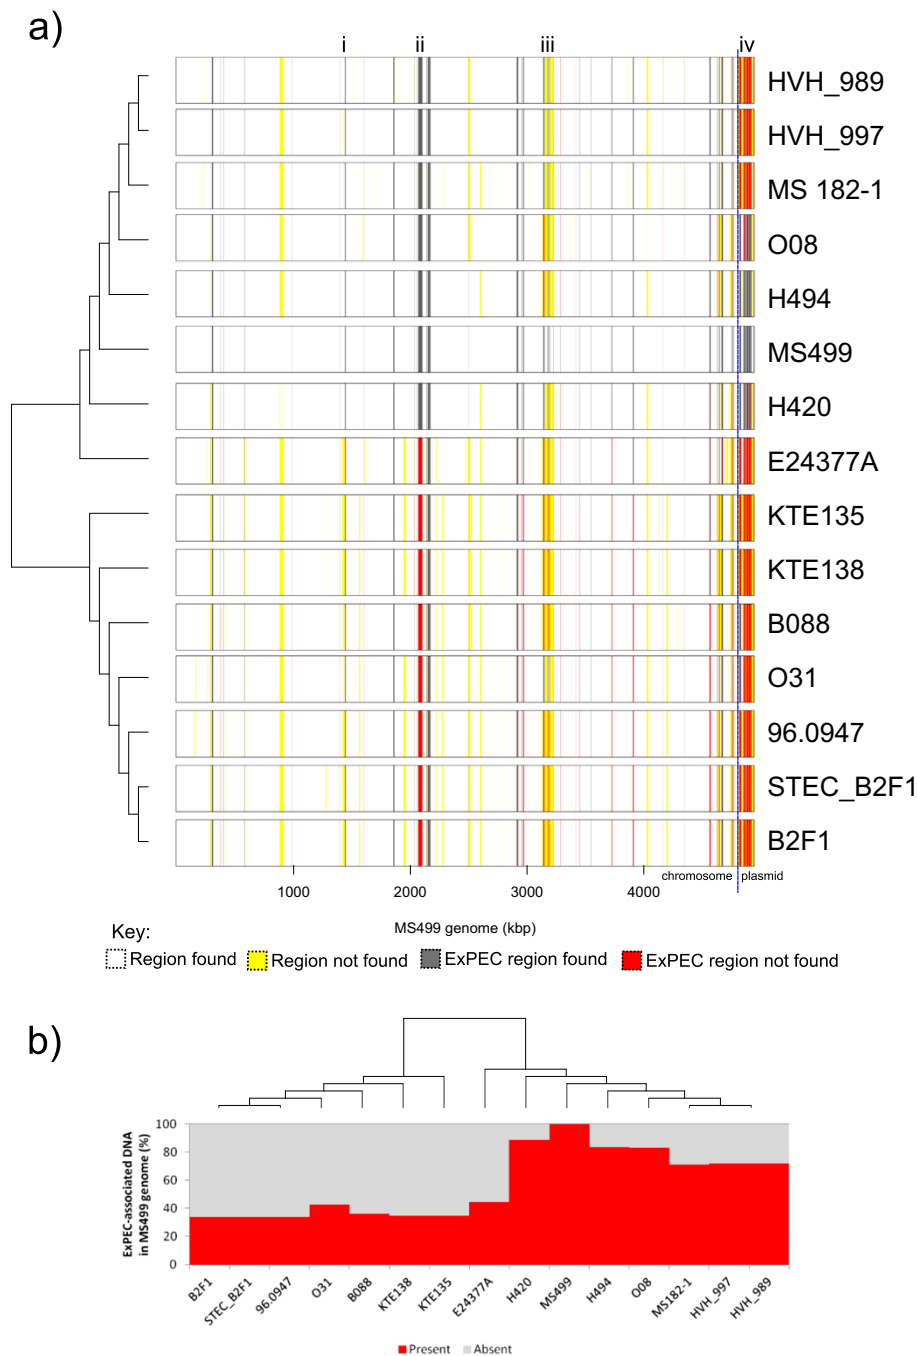 a)
i ii iii iv
HVH_989
HVH_997
MS 182-1
O08
H494
MS499
H420
E24377A
KTE135
KTE138
B088
O31
96.0947
STEC_B2F1
B2F1
chromosome plasmid
1000 2000 3000 4000
MS499 genome (kbp)
Key:
Region found Region not found ExPEC region found ExPEC region not found
b)
ExPEC-associated DNA
in MS499 genome (%)
100
80
60
40
20
0
B2F1 STEC_B2F1 96.0947 O31 B088 KTE138 KTE135 E24377A H420 MS499 H494 O08 MS182-1 HVH_997 HVH_989
Present Absent